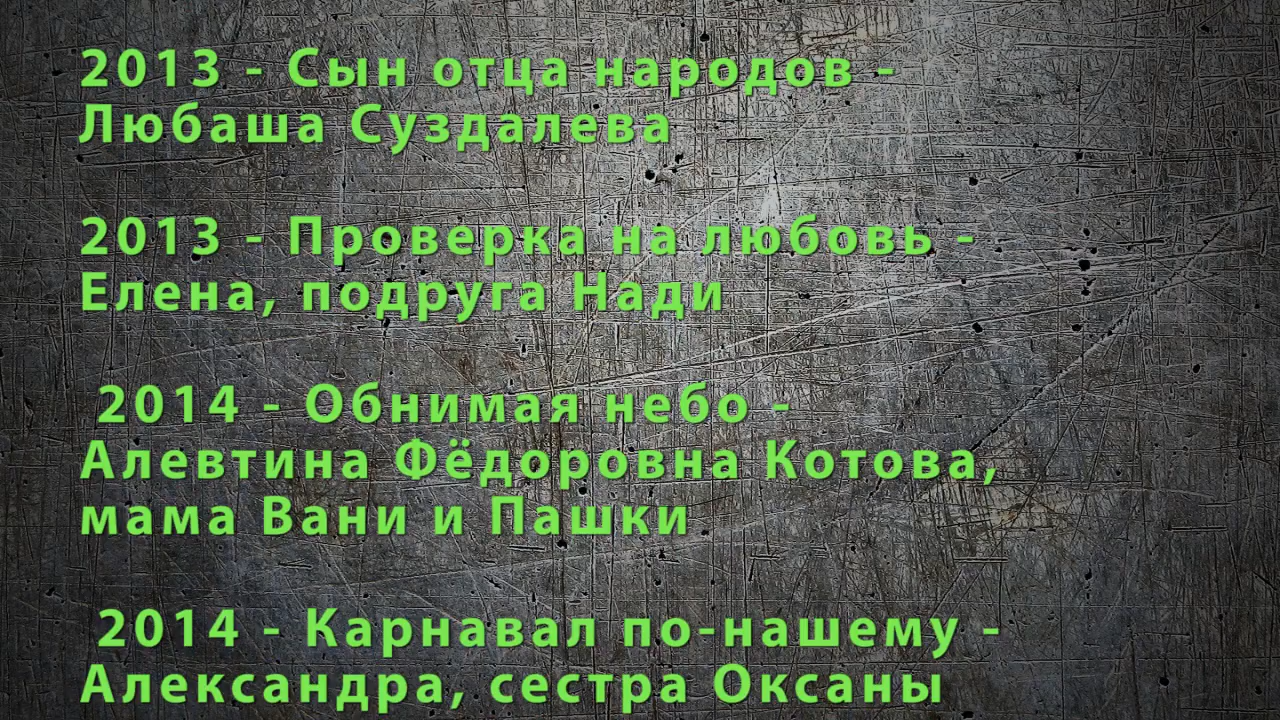 2013 - Сын отца народов -
Любаша Суздалева
2013 - Проверка на любовь -
Елена, подруга Нади
2014 - Обнимая небо -
Алевтина Фёдоровна Котова,
мама Вани и Пашки
2014 - Карнавал по-нашему -
Александра, сестра Оксаны